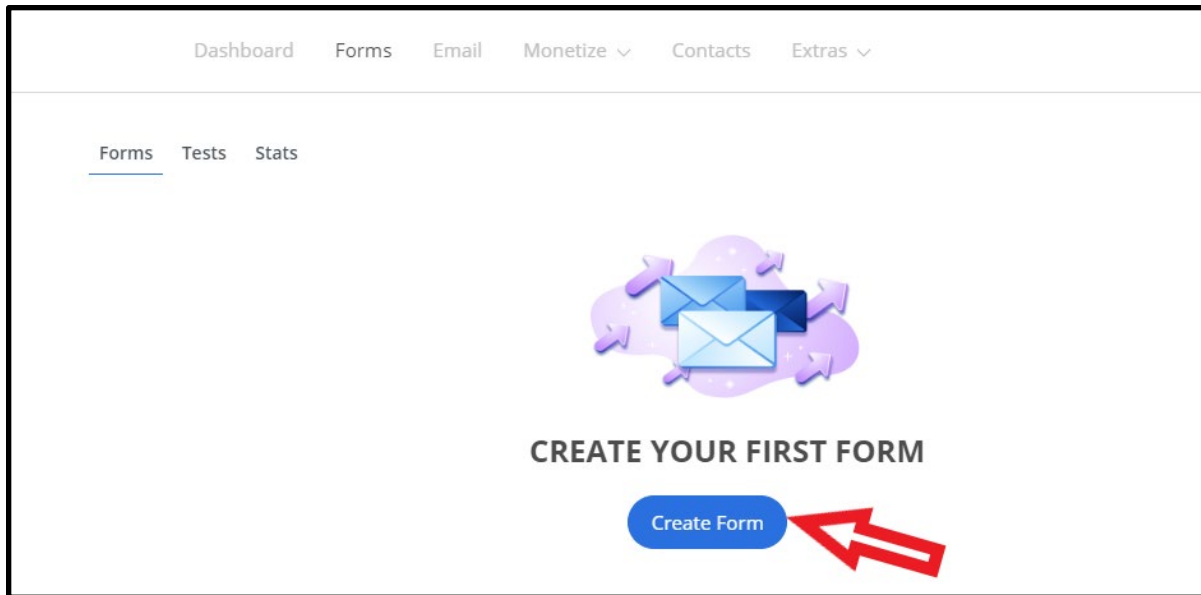 Dashboard Forms Email Monetize Contacts Extras
Forms Tests Stats
CREATE YOUR FIRST FORM
Create Form